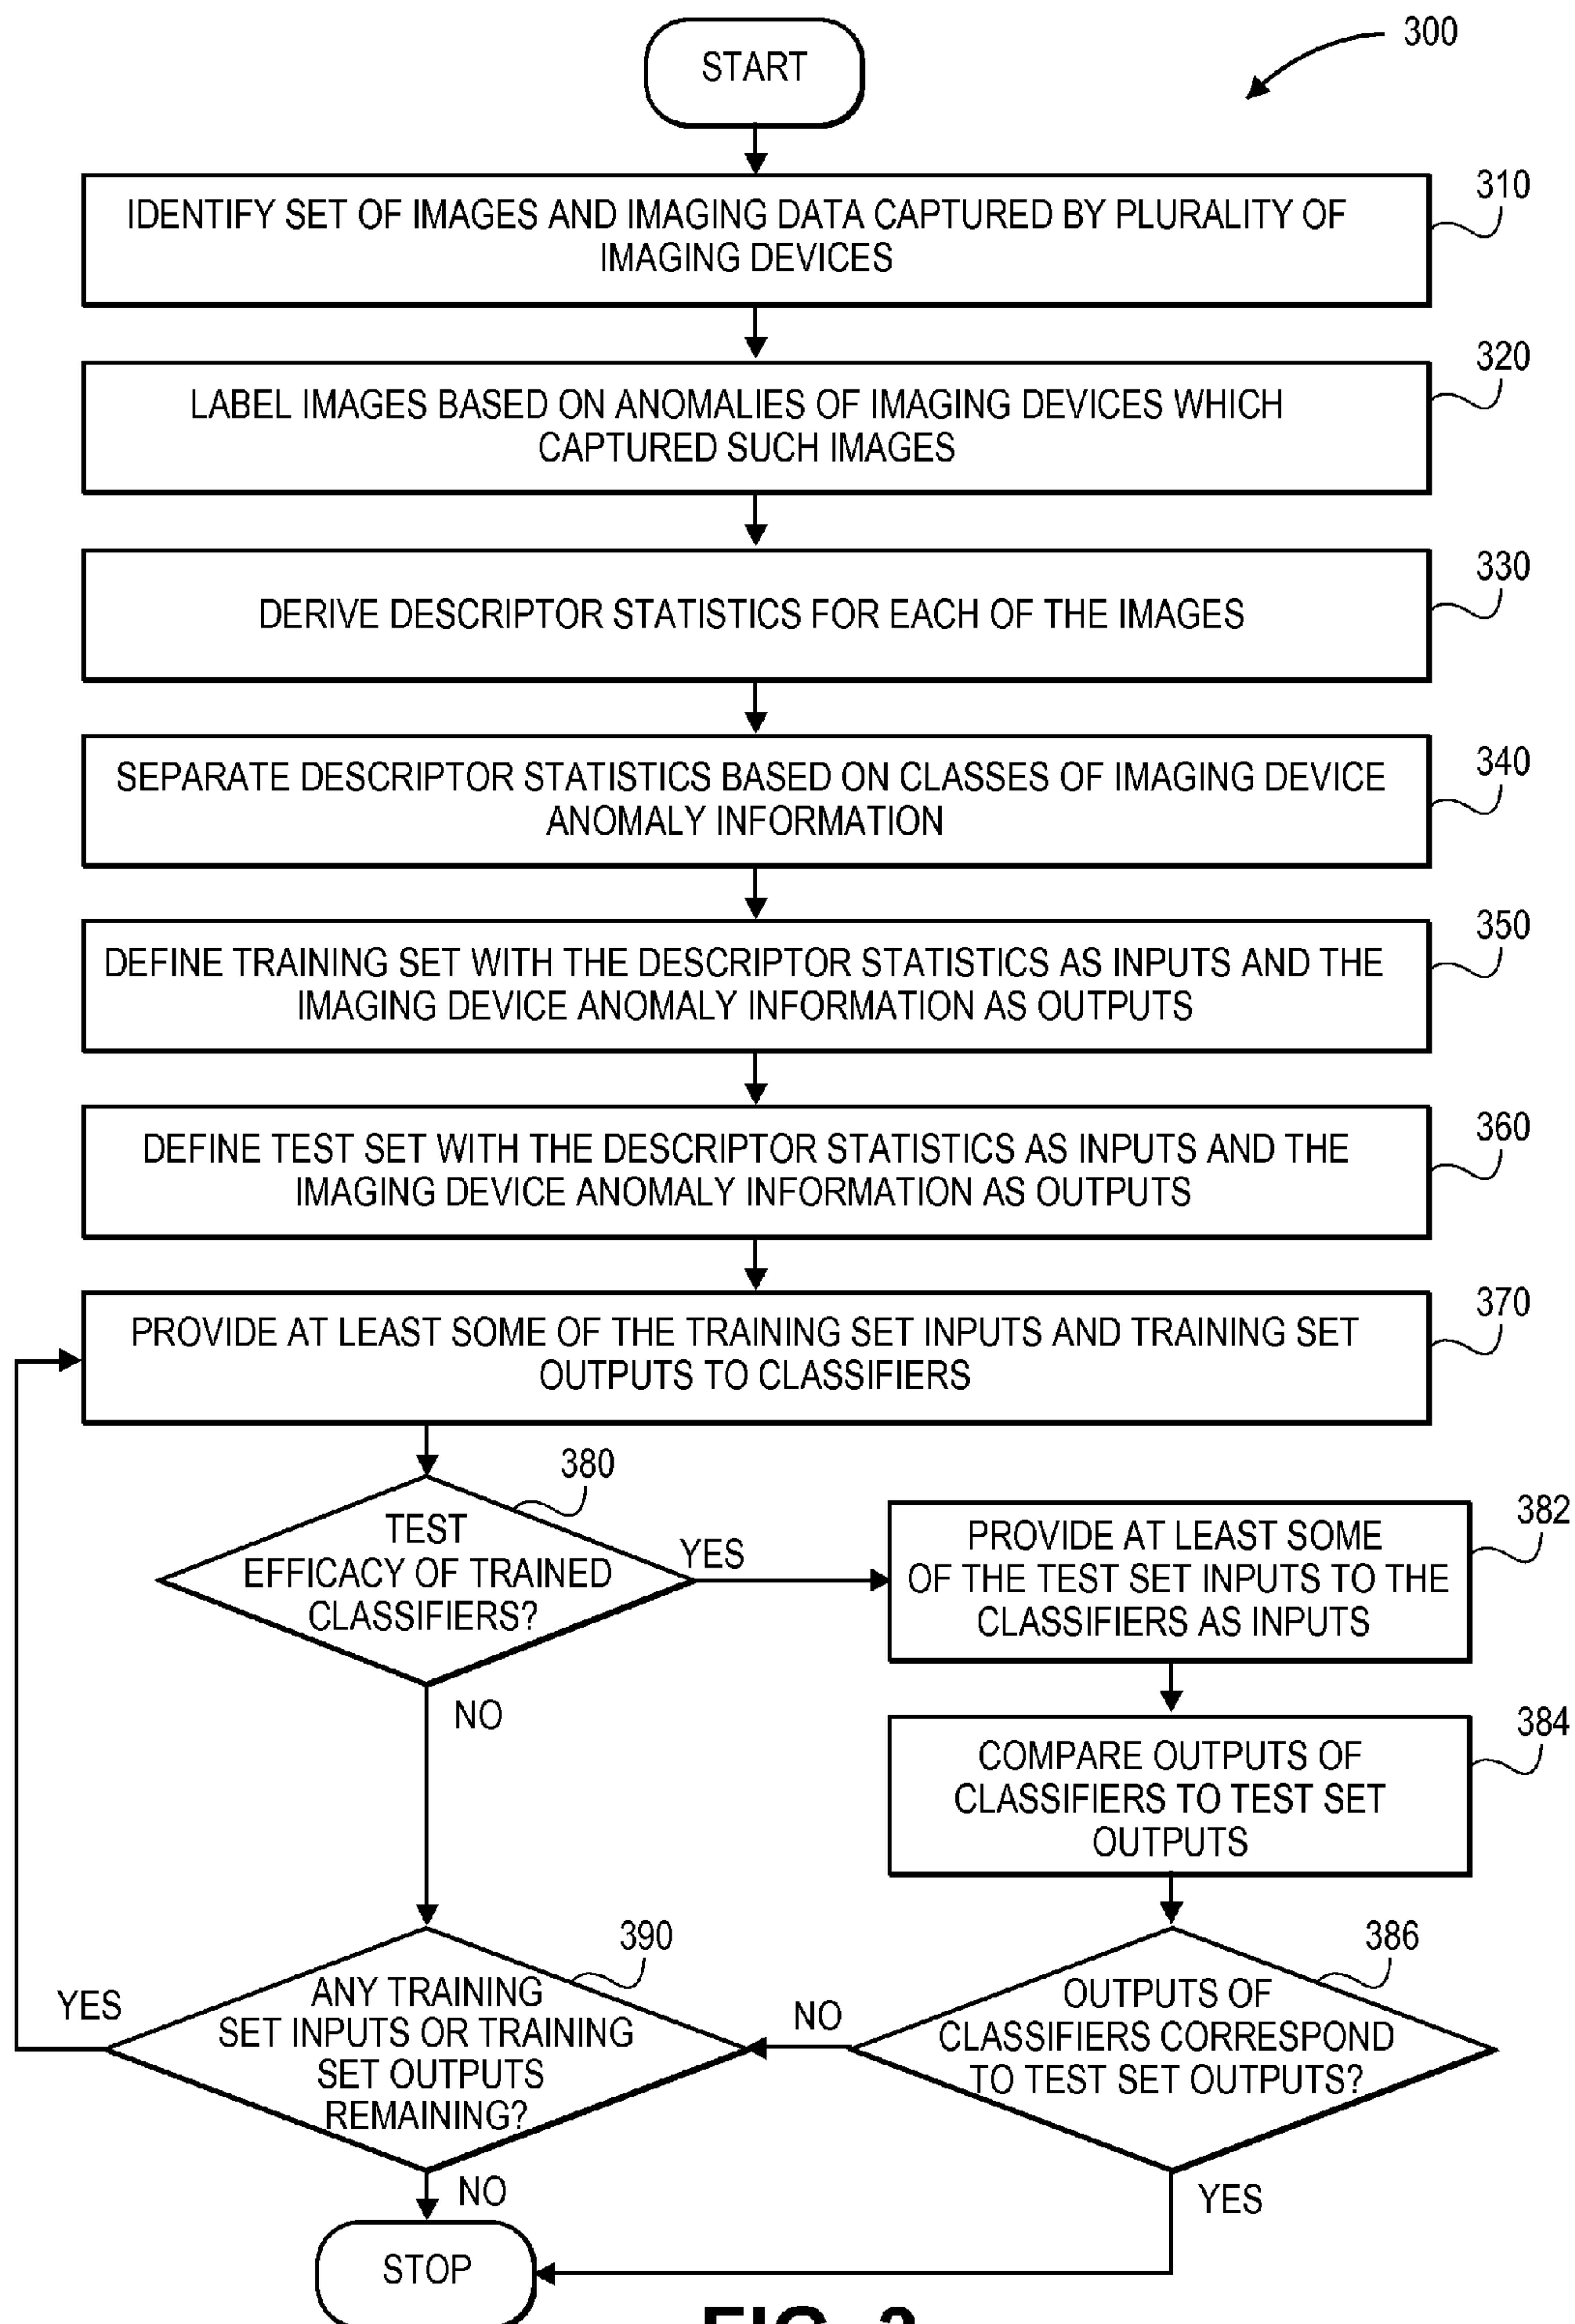 START
300
310
IDENTIFY SET OF IMAGES AND IMAGING DATA CAPTURED BY PLURALITY OF
IMAGING DEVICES
320
LABEL IMAGES BASED ON ANOMALIES OF IMAGING DEVICES WHICH
CAPTURED SUCH IMAGES
330
DERIVE DESCRIPTOR STATISTICS FOR EACH OF THE IMAGES
340
SEPARATE DESCRIPTOR STATISTICS BASED ON CLASSES OF IMAGING DEVICE
ANOMALY INFORMATION
350
DEFINE TRAINING SET WITH THE DESCRIPTOR STATISTICS AS INPUTS AND THE
IMAGING DEVICE ANOMALY INFORMATION AS OUTPUTS
360
DEFINE TEST SET WITH THE DESCRIPTOR STATISTICS AS INPUTS AND THE
IMAGING DEVICE ANOMALY INFORMATION AS OUTPUTS
370
PROVIDE AT LEAST SOME OF THE TRAINING SET INPUTS AND TRAINING SET
OUTPUTS TO CLASSIFIERS
380
TEST
EFFICACY OF TRAINED
CLASSIFIERS?
YES
NO
382
PROVIDE AT LEAST SOME
OF THE TEST SET INPUTS TO THE
CLASSIFIERS AS INPUTS
384
COMPARE OUTPUTS OF
CLASSIFIERS TO TEST SET
OUTPUTS
386
OUTPUTS OF
CLASSIFIERS CORRESPOND
TO TEST SET OUTPUTS?
NO
YES
390
ANY TRAINING
SET INPUTS OR TRAINING
SET OUTPUTS
REMAINING?
YES
NO
STOP
FIG.